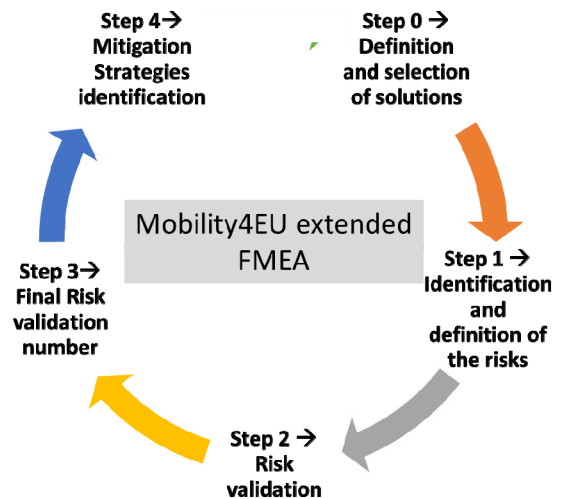 Step 4→
Mitigation
Strategies
identification
Step 0→
Definition
and selection
of solutions
Mobility4EU extended
FMEA
Step 1 →
Identification
and
definition of
the risks
Step 3→
Final Risk
validation
number
Step 2 →
Risk
validation